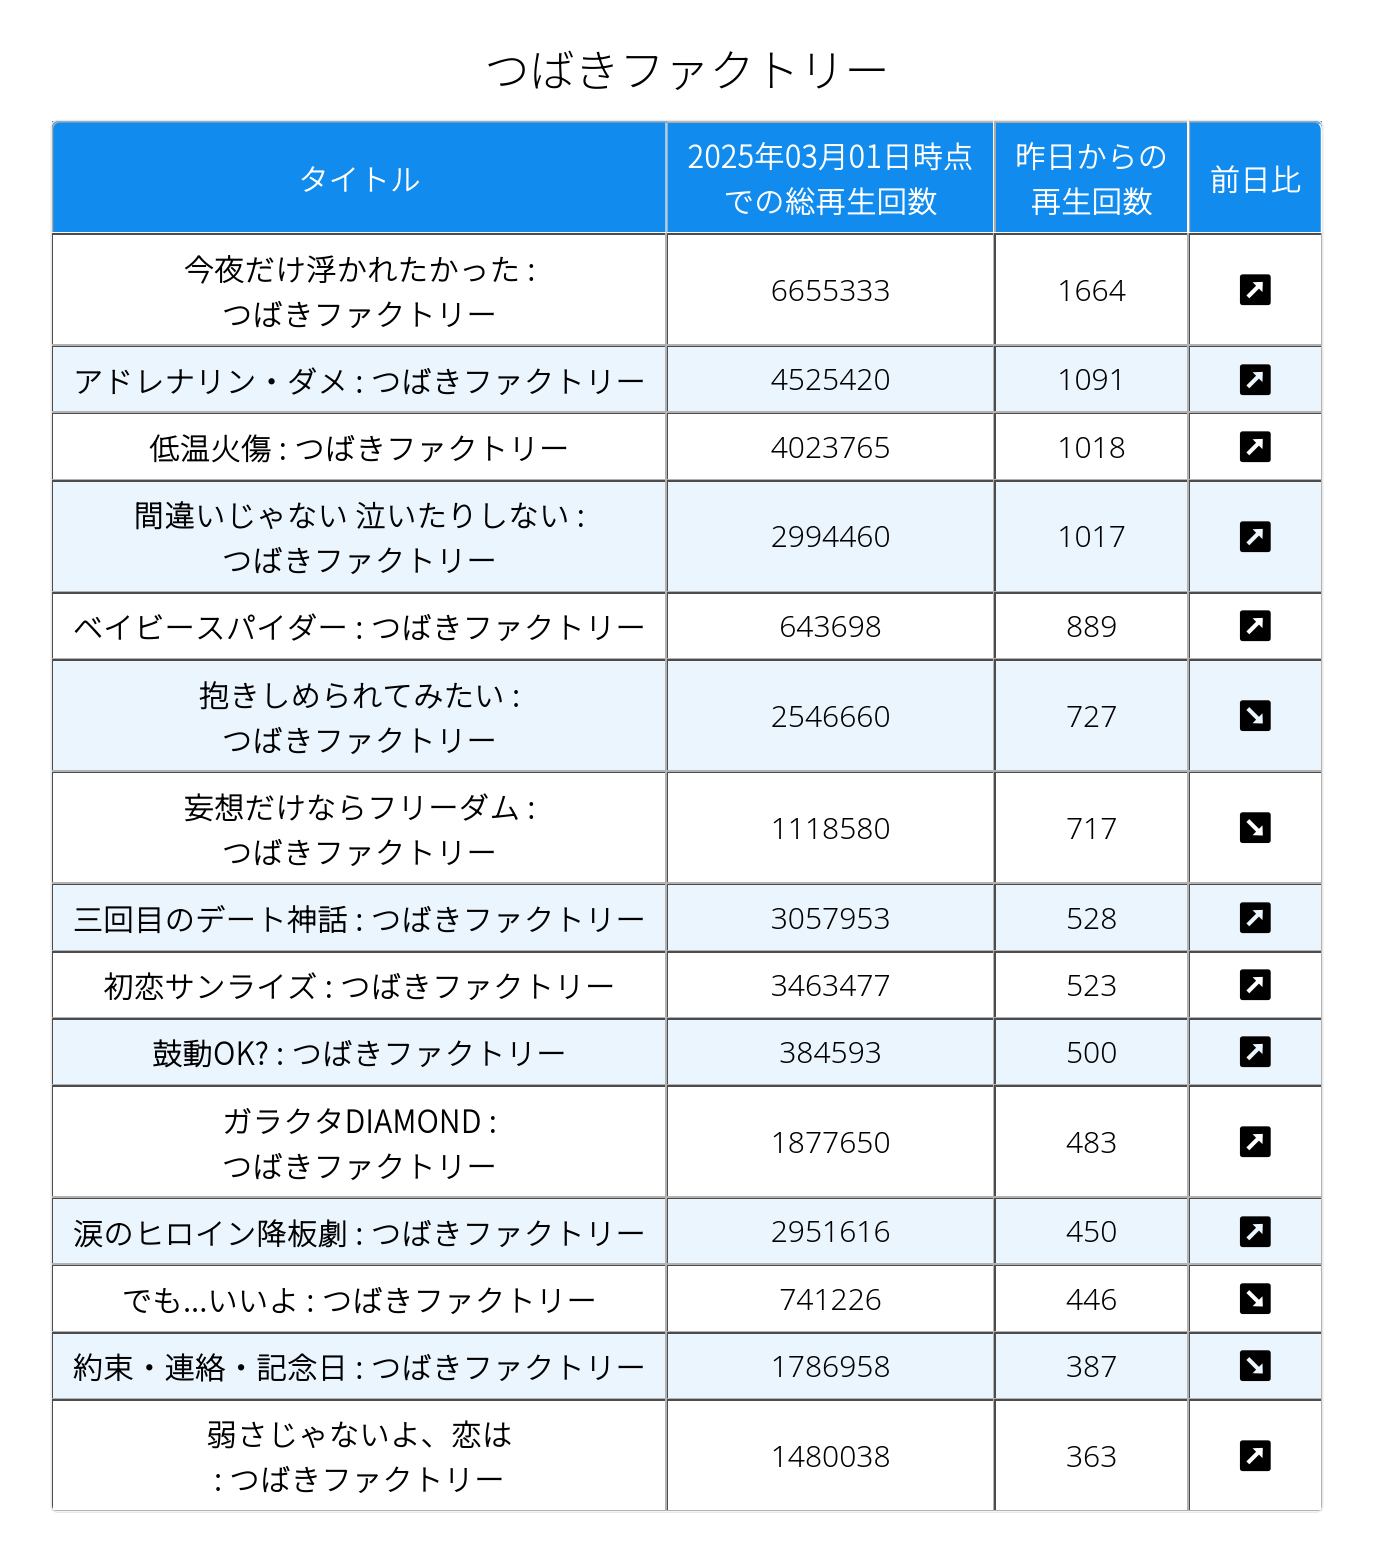 つばきファクトリー
タイトル
2025年03月01日時点
での総再生回数
昨日からの
再生回数
前日比
今夜だけ浮かれたかった :
つばきファクトリー
6655333
1664
アドレナリン・ダメ : つばきファクトリー
4525420
1091
低温火傷 : つばきファクトリー
4023765
1018
間違いじゃない 泣いたりしない :
つばきファクトリー
2994460
1017
ベイビースパイダー : つばきファクトリー
643698
889
抱きしめられてみたい :
つばきファクトリー
2546660
727
妄想だけならフリーダム :
つばきファクトリー
1118580
717
三回目のデート神話 : つばきファクトリー
3057953
528
初恋サンライズ : つばきファクトリー
3463477
523
鼓動OK? : つばきファクトリー
384593
500
ガラクタDIAMOND :
つばきファクトリー
1877650
483
涙のヒロイン降板劇 : つばきファクトリー
2951616
450
でも...いいよ : つばきファクトリー
741226
446
約束・連絡・記念日 : つばきファクトリー
1786958
387
弱さじゃないよ、恋は
: つばきファクトリー
1480038
363